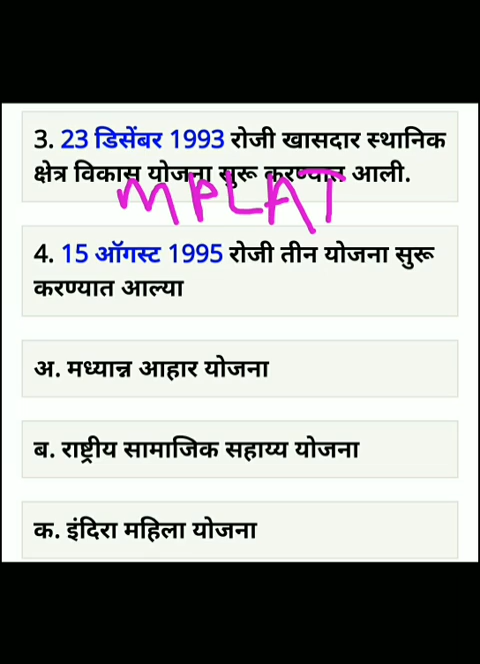 3. 23 डिसेंबर 1993 रोजी खासदार स्थानिक
क्षेत्र विकास योजना सुरू करण्यात आली.
MPLAT
4. 15 ऑगस्ट 1995 रोजी तीन योजना सुरू
करण्यात आल्या
अ. मध्यान्न आहार योजना
ब. राष्ट्रीय सामाजिक सहाय्य योजना
क. इंदिरा महिला योजना